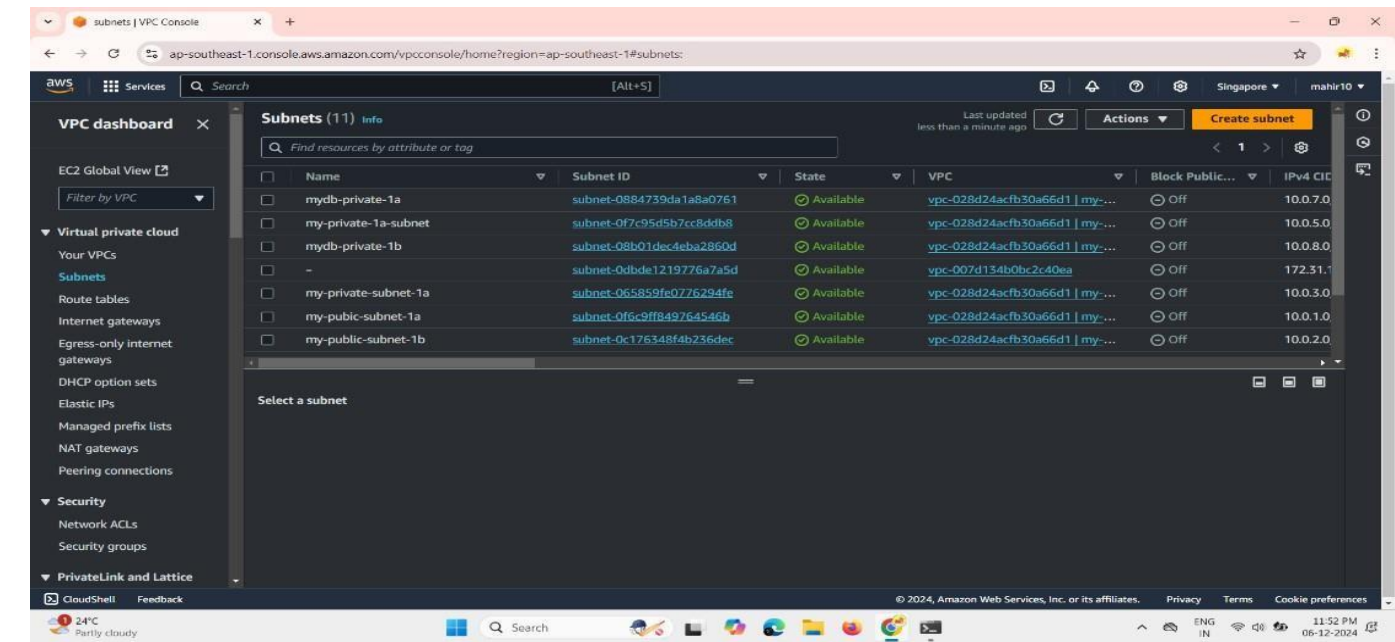 subnets | VPC Console
ap-southeast-1.console.aws.amazon.com/vpcconsole/home?region=ap-southeast-1#subnets:
aws Services Search [Alt+S] Singapore mahir10
VPC dashboard
EC2 Global View
Filter by VPC
Virtual private cloud
Your VPCs
Subnets
Route tables
Internet gateways
Egress-only internet
gateways
DHCP option sets
Elastic IPs
Managed prefix lists
NAT gateways
Peering connections
Security
Network ACLs
Security groups
PrivateLink and Lattice
Subnets (11) Info
Last updated
less than a minute ago
Actions
Create subnet
Find resources by attribute or tag
1
Name Subnet ID State VPC Block Public... IPv4 CIC
mydb-private-1a subnet-0884739da1a8a0761 Available vpc-028d24acfb30a66d1 | my-... Off 10.0.7.0
my-private-1a-subnet subnet-0f7c95d5b7cc8ddb8 Available vpc-028d24acfb30a66d1 | my-... Off 10.0.5.0
mydb-private-1b subnet-08b01dec4eba2860d Available vpc-028d24acfb30a66d1 | my-... Off 10.0.8.0
- subnet-0dbde1219776a7a5d Available vpc-007d134b0bc2c40ea Off 172.31.1
my-private-subnet-1a subnet-065859fe0776294fe Available vpc-028d24acfb30a66d1 | my-... Off 10.0.3.0
my-pubic-subnet-1a subnet-0f6c9ff849764546b Available vpc-028d24acfb30a66d1 | my-... Off 10.0.1.0
my-public-subnet-1b subnet-0c176348f4b236dec Available vpc-028d24acfb30a66d1 | my-... Off 10.0.2.0
Select a subnet
CloudShell Feedback © 2024, Amazon Web Services, Inc. or its affiliates. Privacy Terms Cookie preferences
24°C
Partly cloudy
Search
ENG
IN
11:52 PM
06-12-2024